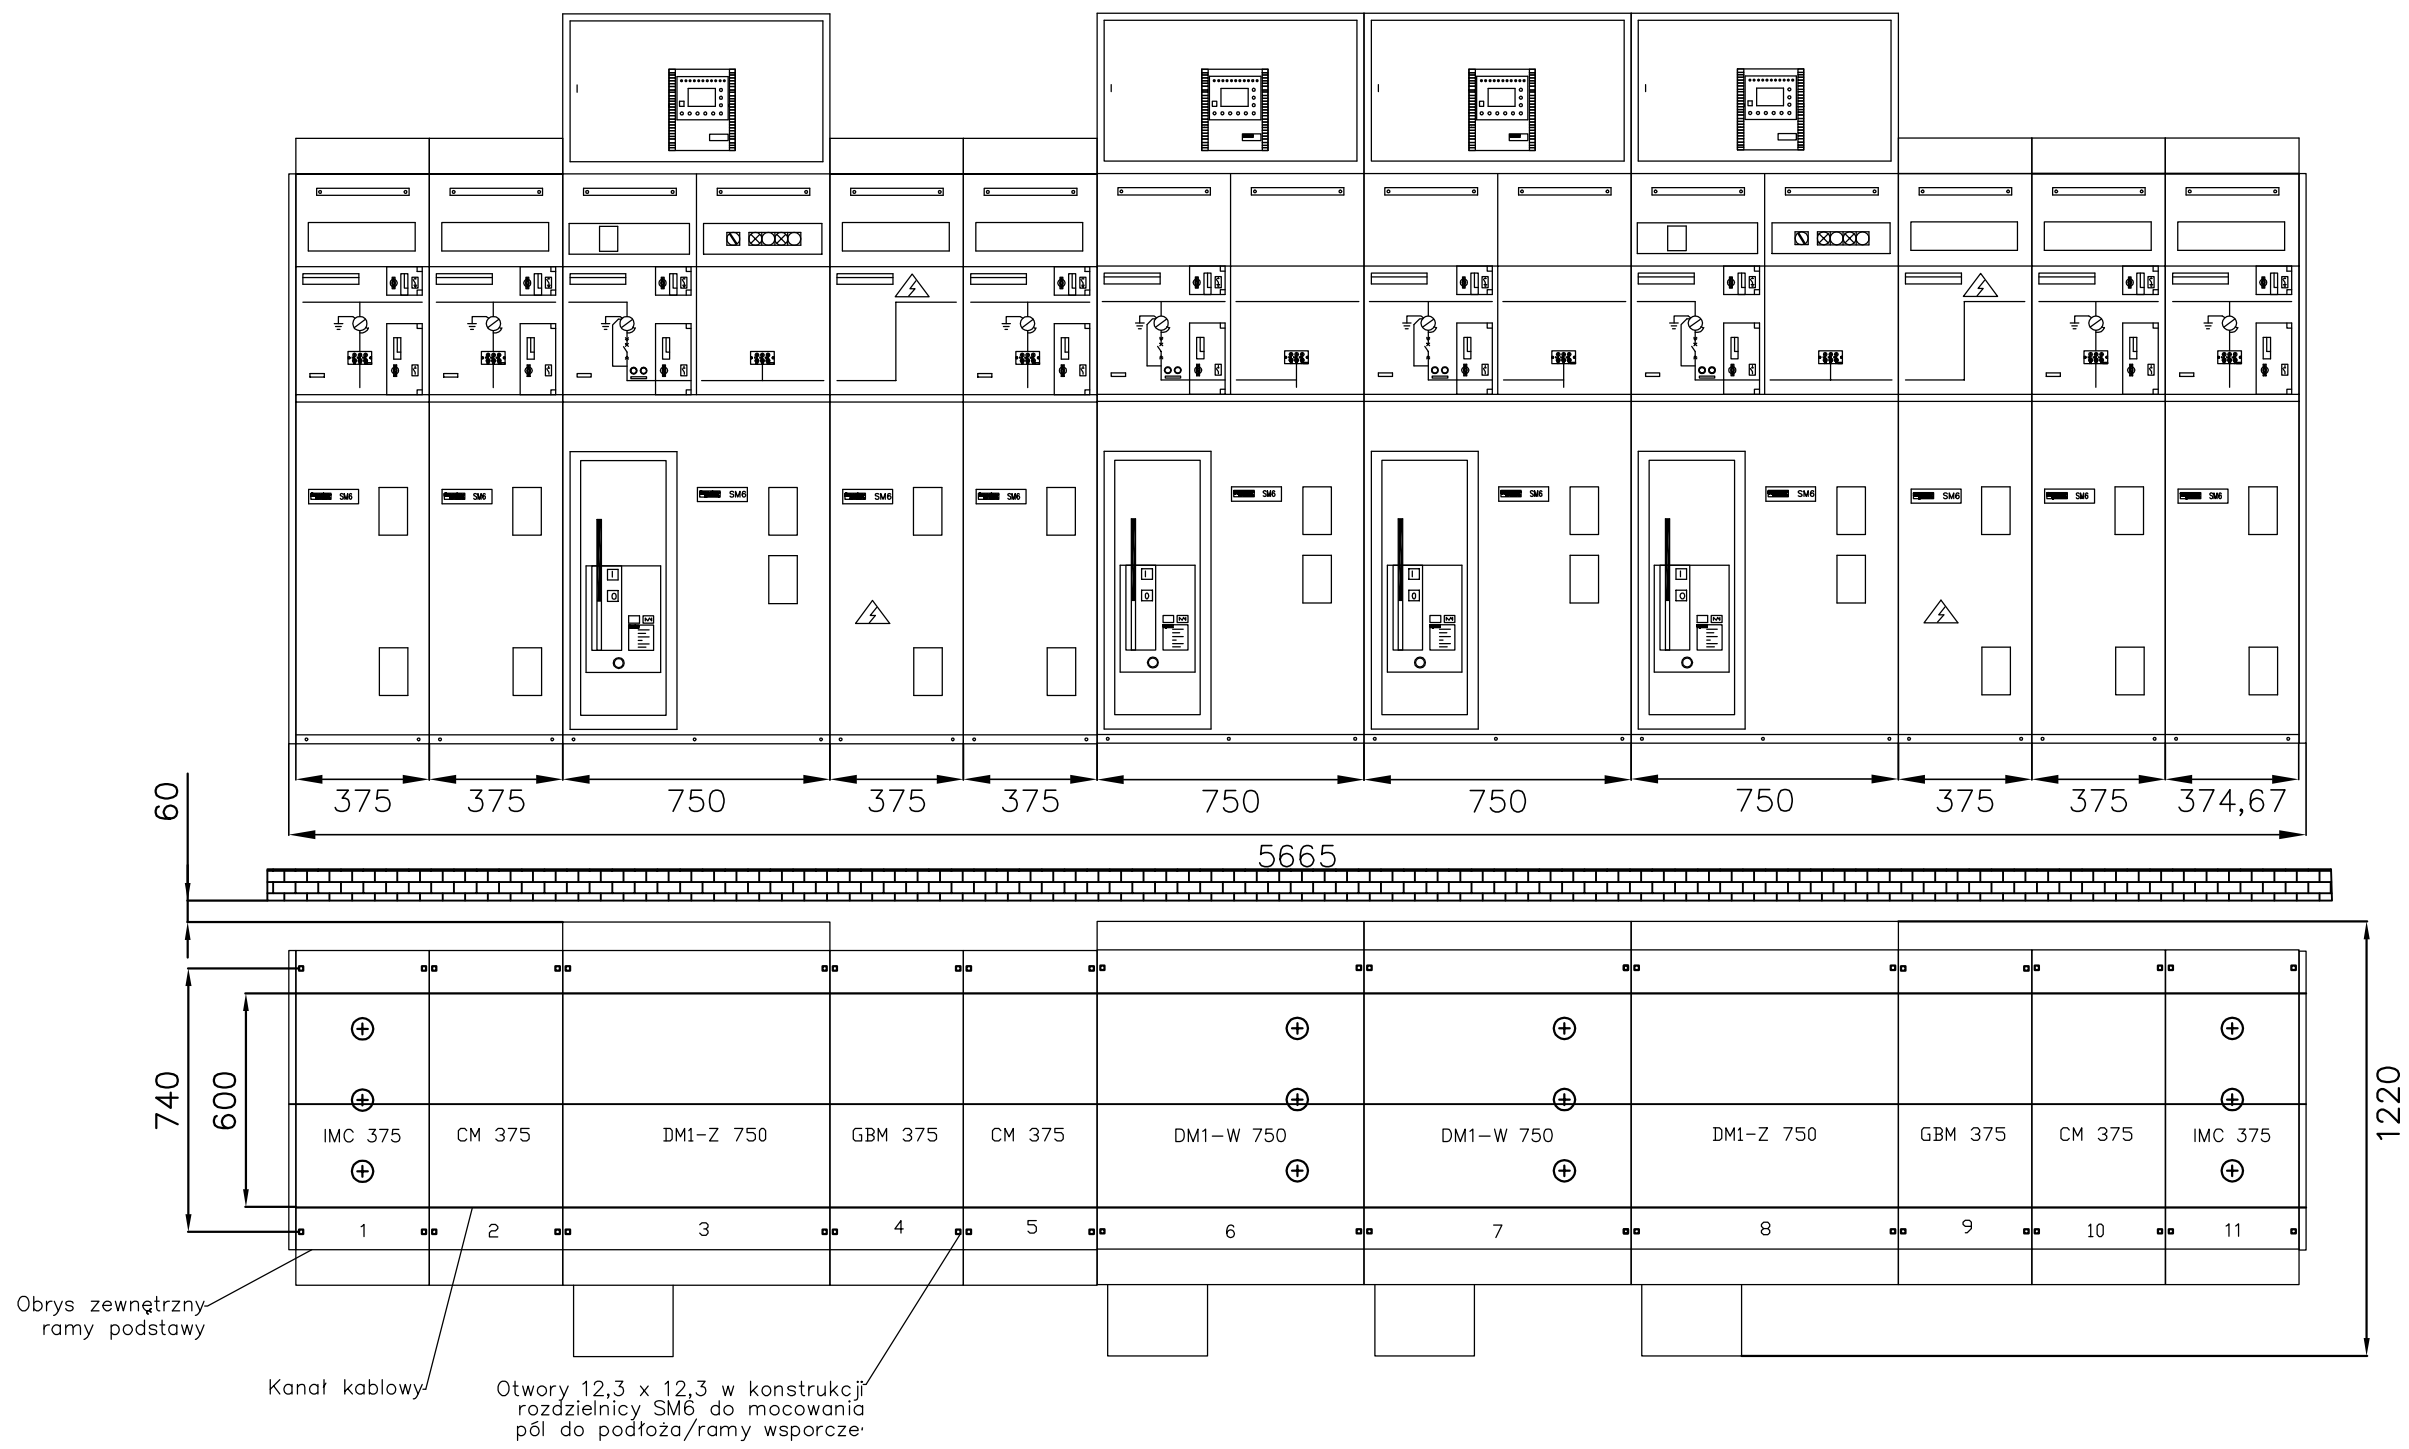 SM6 SM6 SM6 SM6 SM6 SM6 SM6 SM6 SM6 SM6 SM6
375 375 750 375 375 750 750 750 375 375 374,67
60
5665
740
600
1220
IMC 375 CM 375 DM1-Z 750 GBM 375 CM 375 DM1-W 750 DM1-W 750 DM1-Z 750 GBM 375 CM 375 IMC 375
1 2 3 4 5 6 7 8 9 10 11
Obrys zewnętrzny
ramy podstawy
Kanał kablowy
Otwory 12,3 x 12,3 w konstrukcji
rozdzielnicy SM6 do mocowania
pól do podłoża/ramy wsporcze